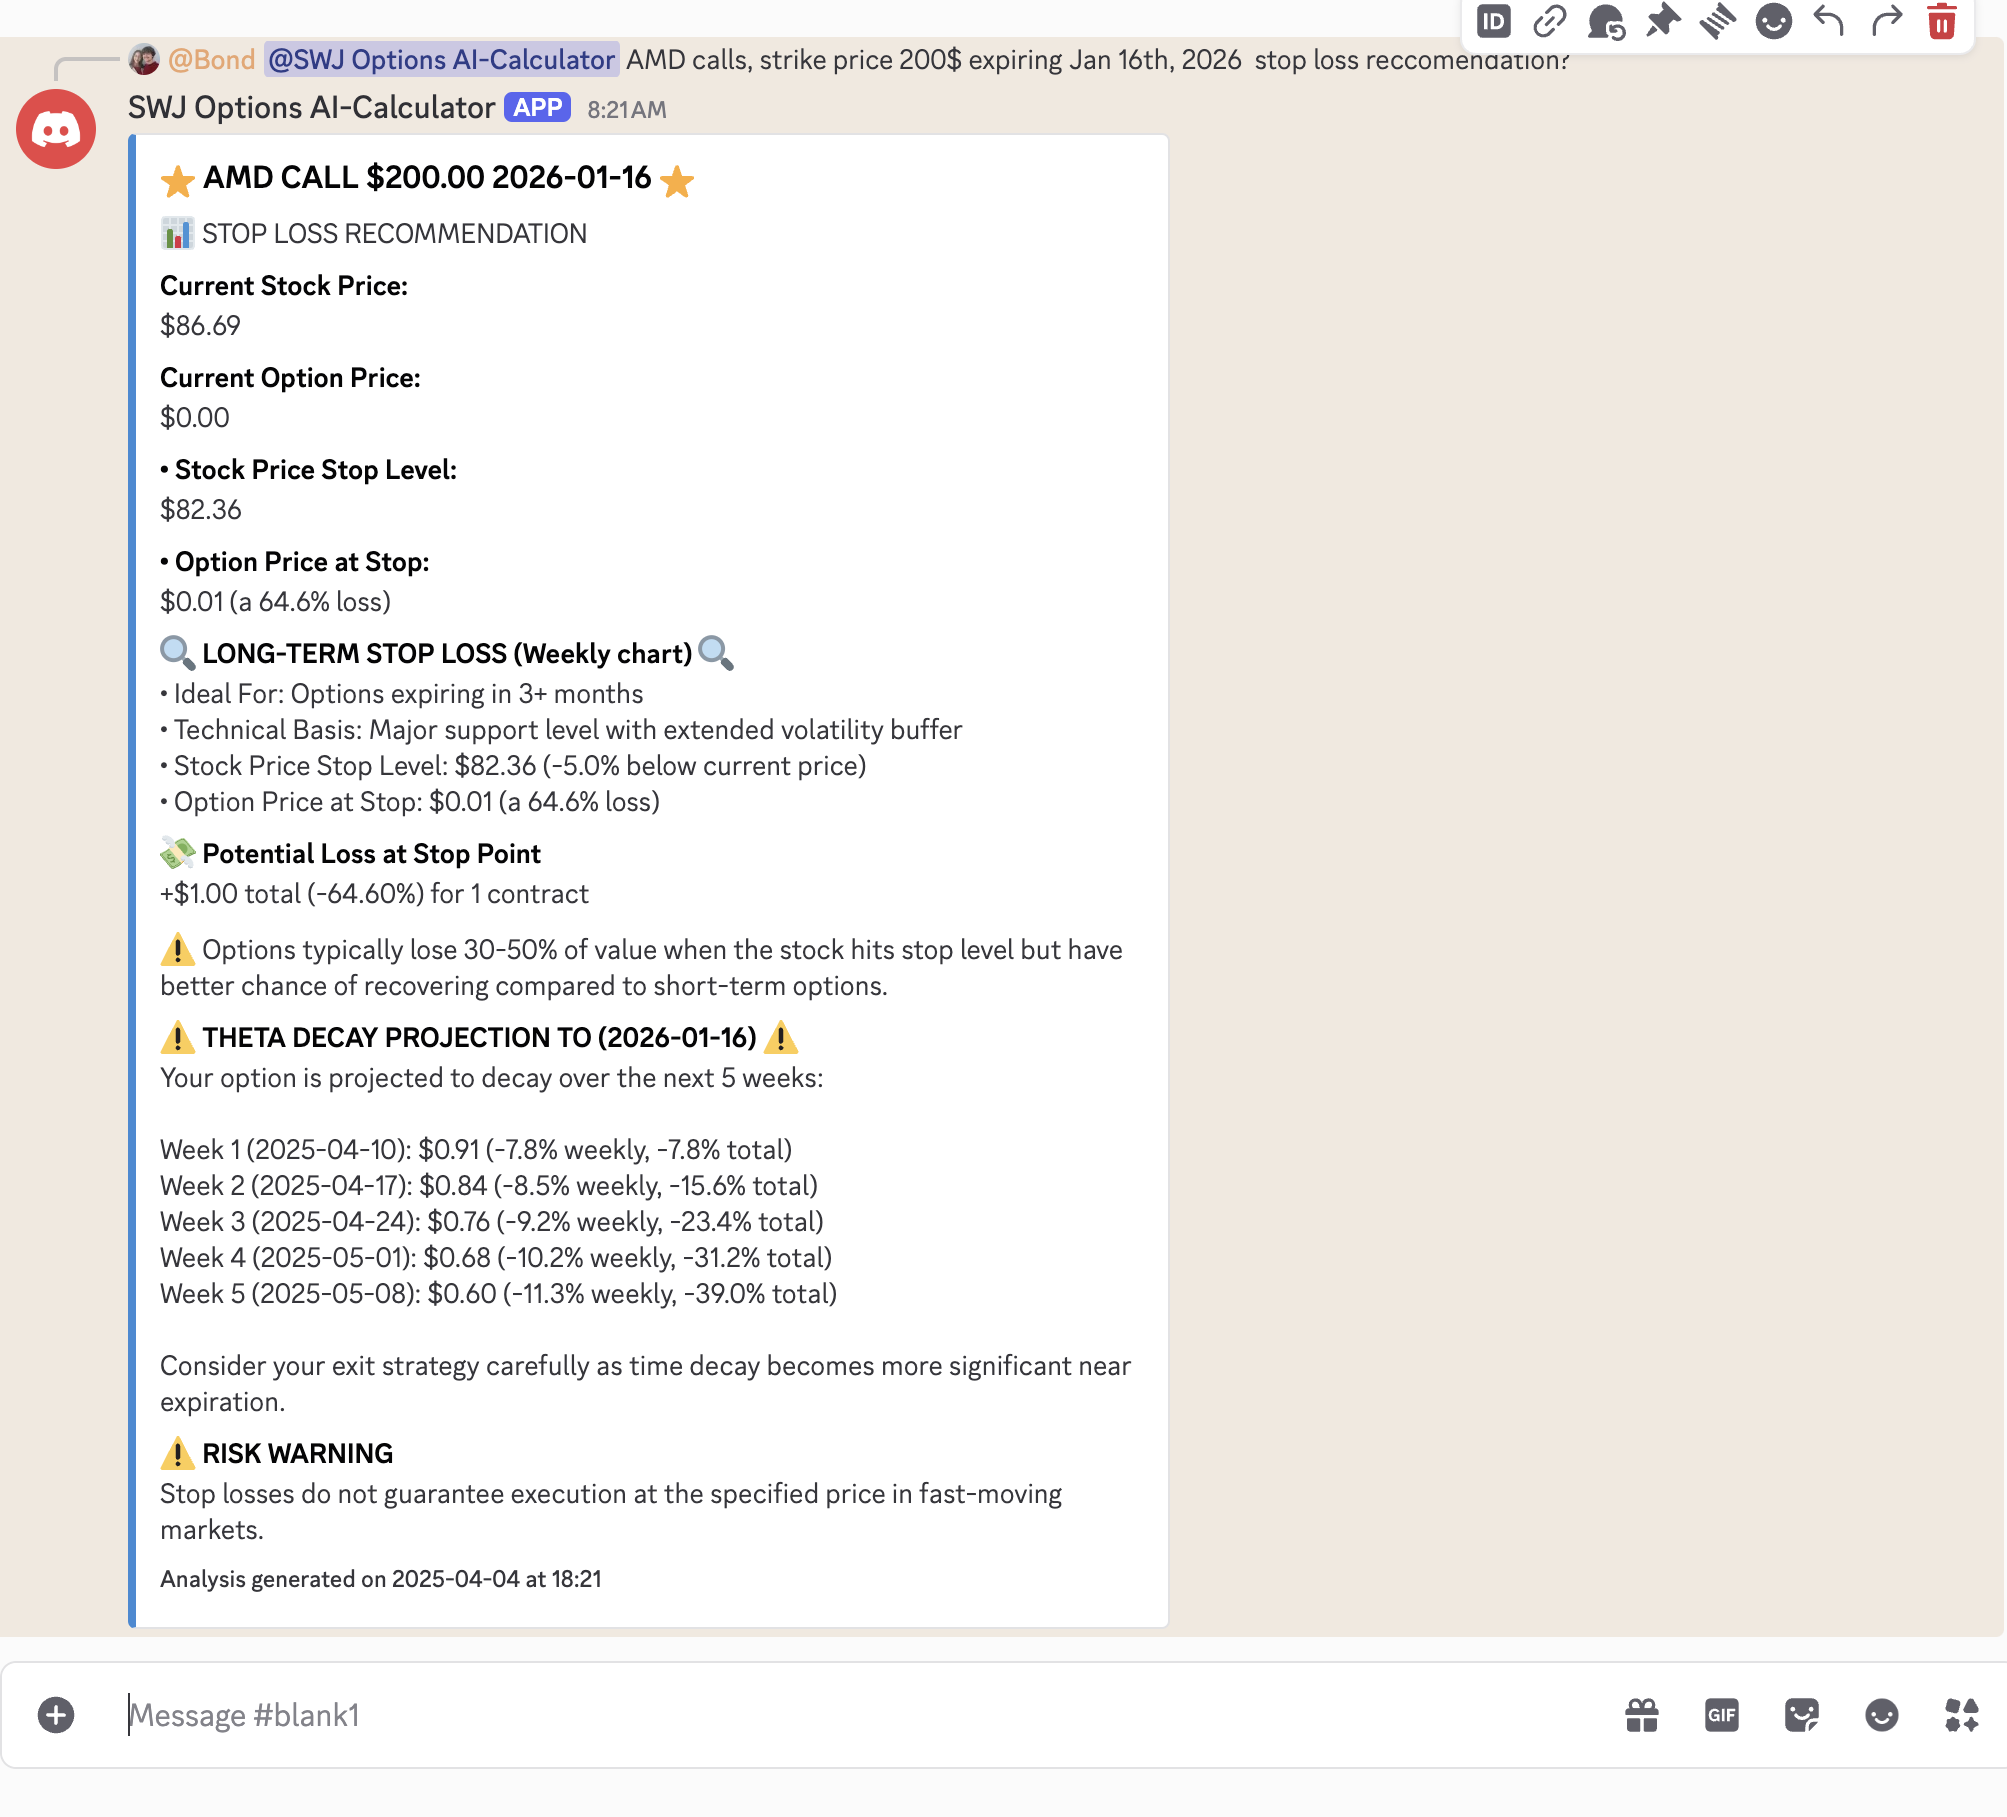 ID
@Bond @SWJ Options AI-Calculator AMD calls, strike price 200$ expiring Jan 16th, 2026 stop loss reccomendation?
SWJ Options AI-Calculator APP 8:21 AM
AMD CALL $200.00 2026-01-16
STOP LOSS RECOMMENDATION
Current Stock Price:
$86.69
Current Option Price:
$0.00
• Stock Price Stop Level:
$82.36
• Option Price at Stop:
$0.01 (a 64.6% loss)
LONG-TERM STOP LOSS (Weekly chart)
• Ideal For: Options expiring in 3+ months
• Technical Basis: Major support level with extended volatility buffer
• Stock Price Stop Level: $82.36 (-5.0% below current price)
• Option Price at Stop: $0.01 (a 64.6% loss)
Potential Loss at Stop Point
+$1.00 total (-64.60%) for 1 contract
Options typically lose 30-50% of value when the stock hits stop level but have
better chance of recovering compared to short-term options.
THETA DECAY PROJECTION TO (2026-01-16)
Your option is projected to decay over the next 5 weeks:
Week 1 (2025-04-10): $0.91 (-7.8% weekly, -7.8% total)
Week 2 (2025-04-17): $0.84 (-8.5% weekly, -15.6% total)
Week 3 (2025-04-24): $0.76 (-9.2% weekly, -23.4% total)
Week 4 (2025-05-01): $0.68 (-10.2% weekly, -31.2% total)
Week 5 (2025-05-08): $0.60 (-11.3% weekly, -39.0% total)
Consider your exit strategy carefully as time decay becomes more significant near
expiration.
RISK WARNING
Stop losses do not guarantee execution at the specified price in fast-moving
markets.
Analysis generated on 2025-04-04 at 18:21
Message #blank1
GIF